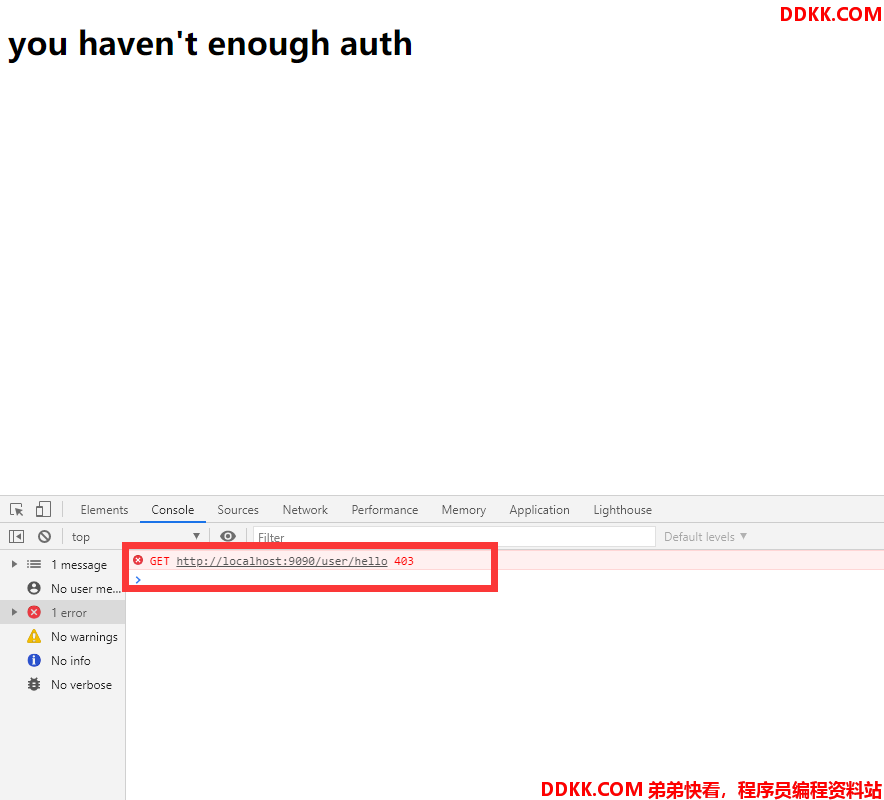 DDKK.COM
you haven't enough auth
Elements Console Sources Network Performance Memory Application Lighthouse
top Filter Default levels
1 message
GET http://localhost:9090/user/hello 403
No user me...
1 error
No warnings
No info
No verbose
DDKK.COM 弟弟快看，程序员编程资料站